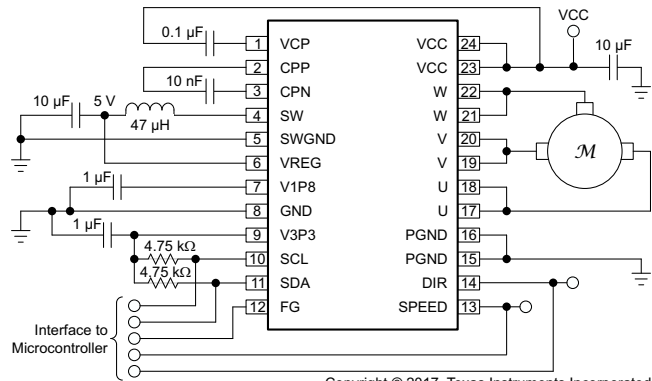 VCC
0.1 µF
10 µF
1 VCP VCC 24
2 CPP VCC 23
10 nF
3 CPN W 22
10 µF 5 V
4 SW W 21
47 µH
5 SWGND V 20
6 VREG V 19
M
1 µF
7 V1P8 U 18
8 GND U 17
1 µF
9 V3P3 PGND 16
4.75 kΩ
10 SCL PGND 15
4.75 kΩ
11 SDA DIR 14
12 FG SPEED 13
Interface to
Microcontroller
Copyright © 2017, Texas Instruments Incorporated